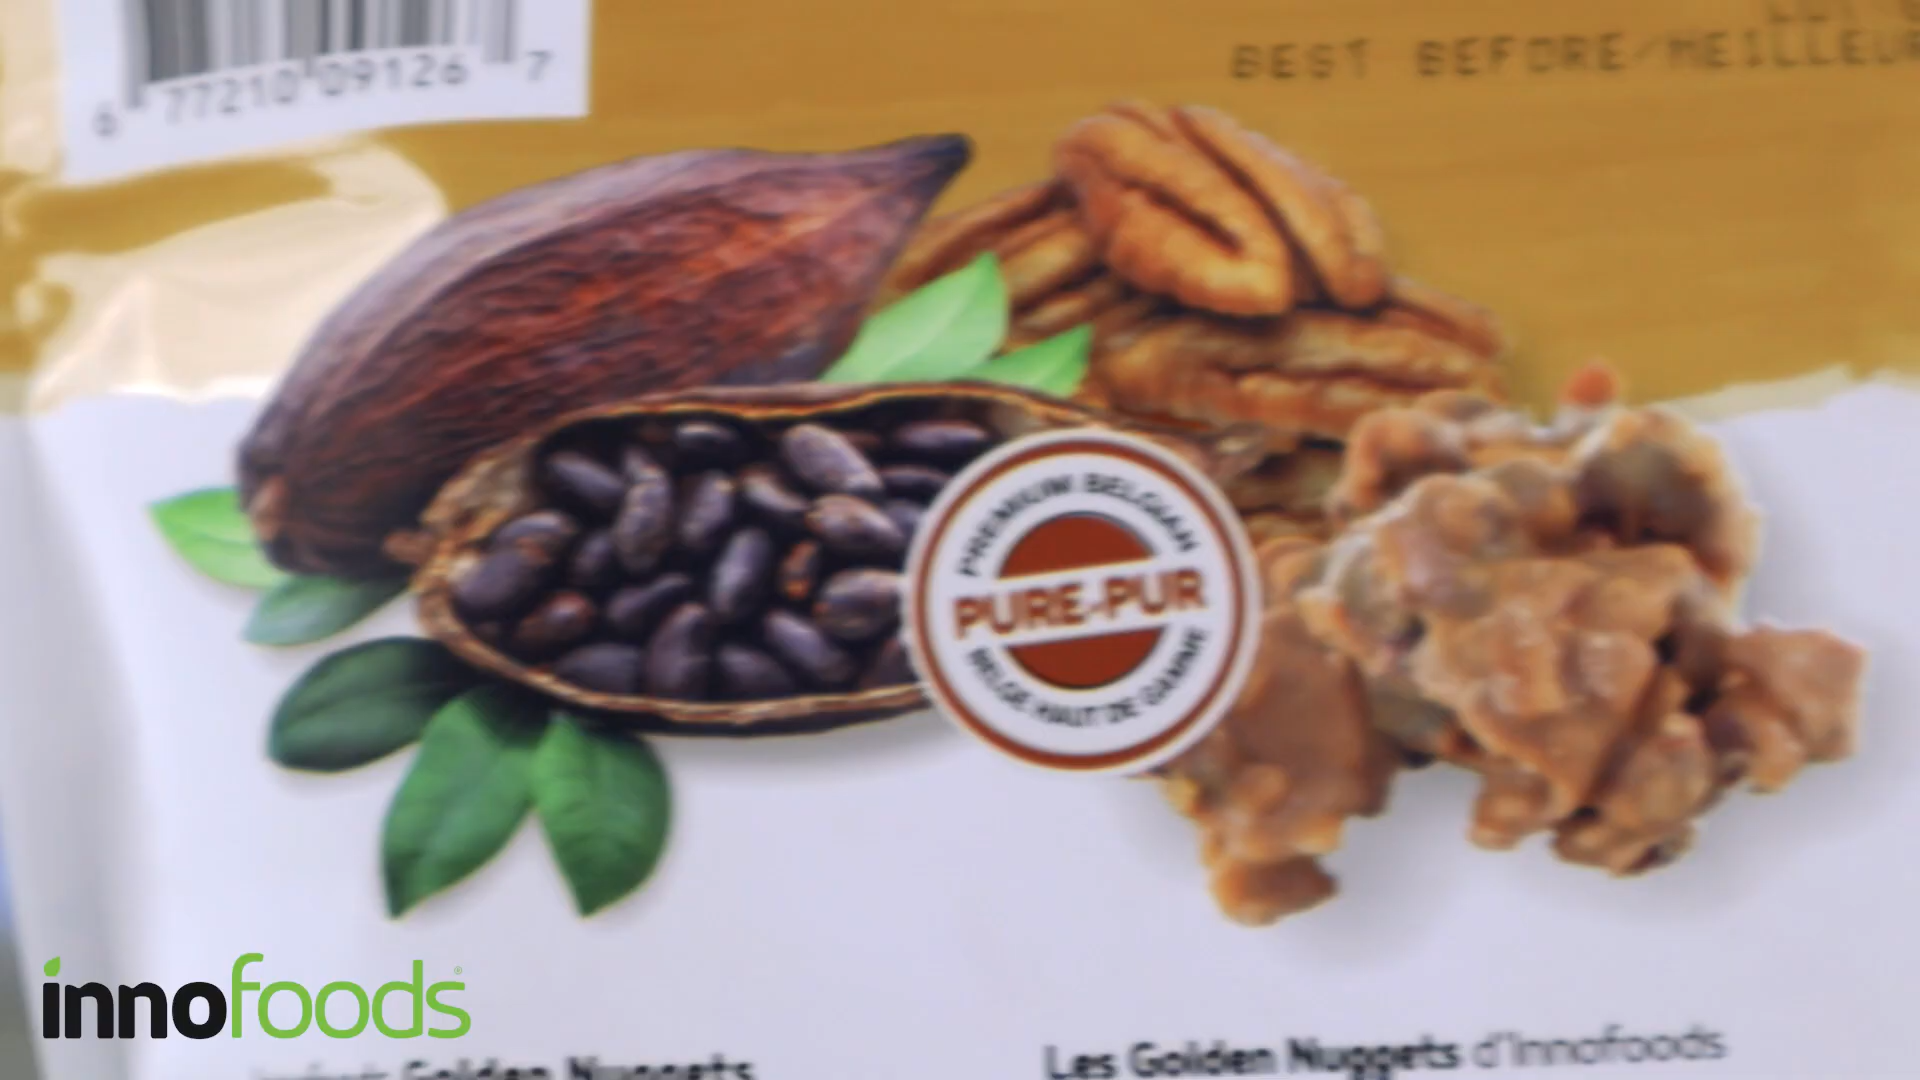 6 77210 09126 7
BEST BEFORE/MEILLEUR
PREMIUM BELGIAN
PURE-PUR
BELGE HAUT DE GAMME
innofoods®
Golden Nuggets
Les Golden Nuggets d'Innofoods